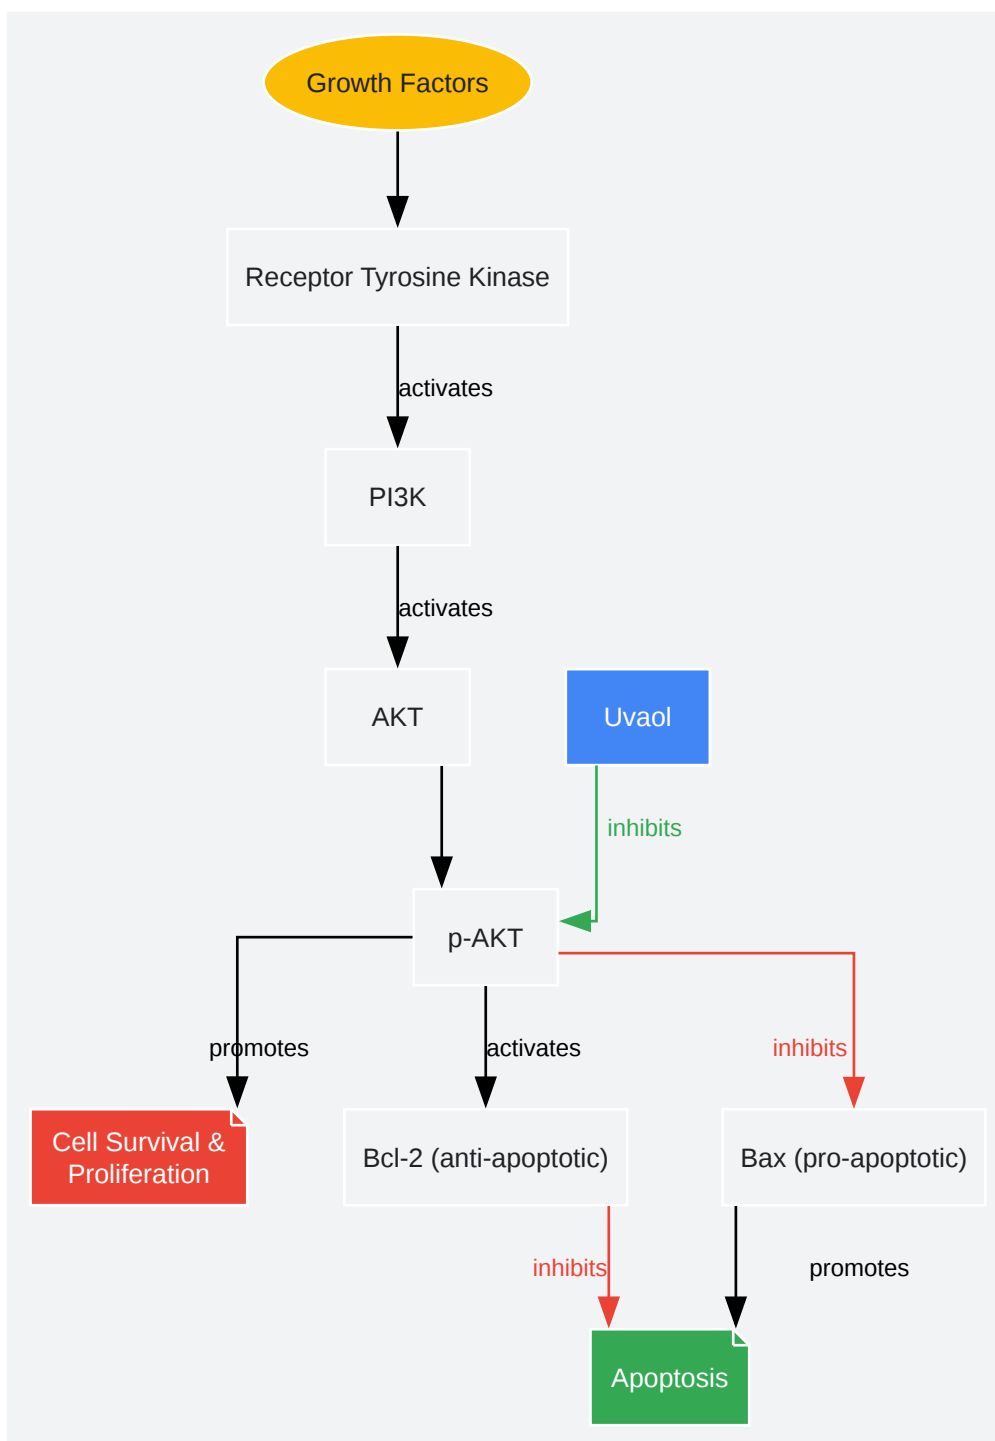 Growth Factors
Receptor Tyrosine Kinase
activates
PI3K
activates
AKT
Uvaol
inhibits
p-AKT
promotes
activates
inhibits
Cell Survival &
Proliferation
Bcl-2 (anti-apoptotic)
Bax (pro-apoptotic)
inhibits
promotes
Apoptosis